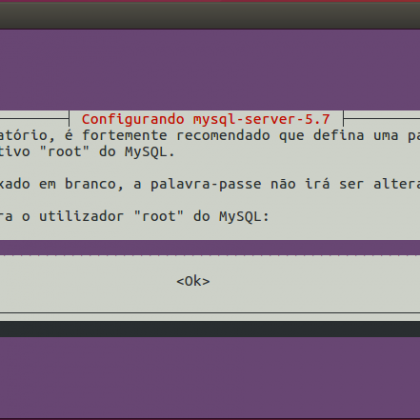 Configurando mysql-server-5.7
atório, é fortemente recomendado que defina uma pa
tivo "root" do MySQL.
xado em branco, a palavra-passe não irá ser altera
ra o utilizador "root" do MySQL:
<Ok>